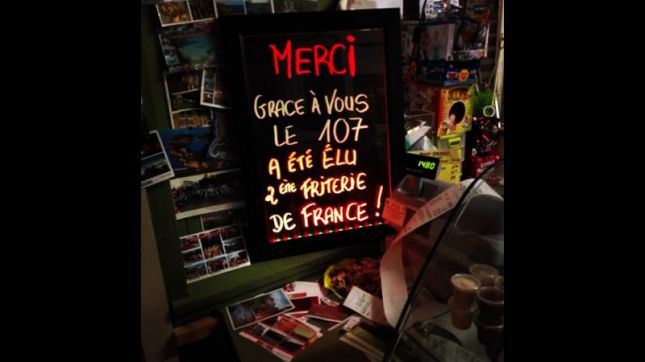 MERCI
GRACE À VOUS
LE 107
A ÉTÉ ÉLU
2ème FRITERIE
DE FRANCE !
1480